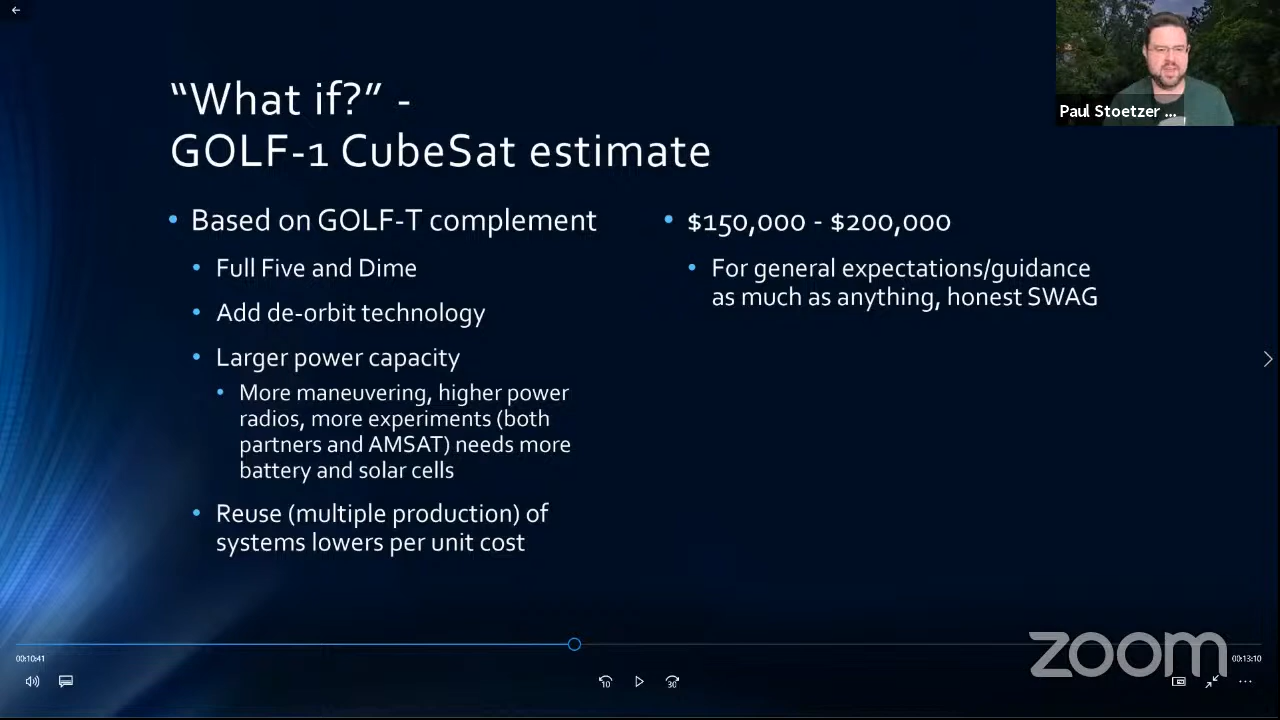 “What if?” -
GOLF-1 CubeSat estimate
• Based on GOLF-T complement
• Full Five and Dime
• Add de-orbit technology
• Larger power capacity
• More maneuvering, higher power
radios, more experiments (both
partners and AMSAT) needs more
battery and solar cells
• Reuse (multiple production) of
systems lowers per unit cost
• $150,000 - $200,000
• For general expectations/guidance
as much as anything, honest SWAG
Paul Stoetzer ...
00:10:41
00:13:10
10
30
zoom